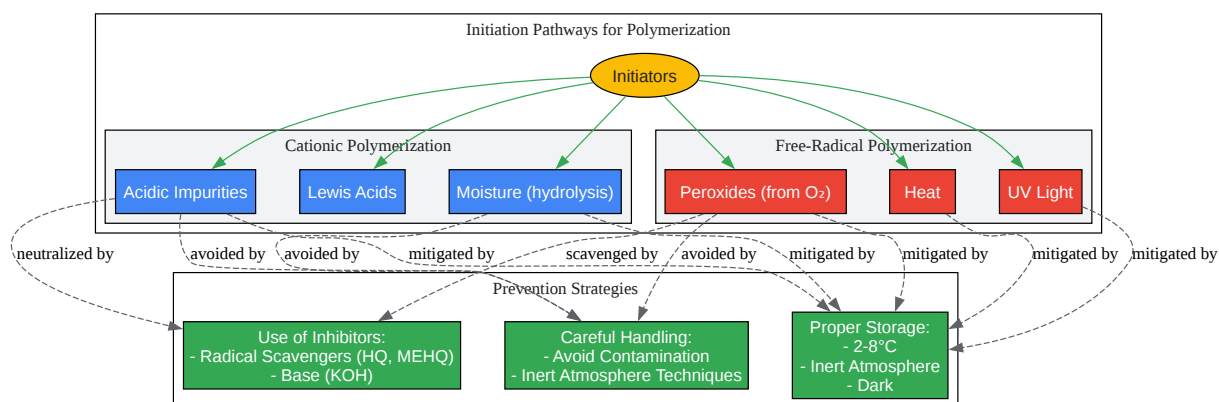 Initiation Pathways for Polymerization
Initiators
Cationic Polymerization
Free-Radical Polymerization
Acidic Impurities
Lewis Acids
Moisture (hydrolysis)
Peroxides (from O₂)
Heat
UV Light
neutralized by
avoided by
avoided by
mitigated by
scavenged by
avoided by
mitigated by
mitigated by
mitigated by
mitigated by
Prevention Strategies
Use of Inhibitors:
- Radical Scavengers (HQ, MEHQ)
- Base (KOH)
Careful Handling:
- Avoid Contamination
- Inert Atmosphere Techniques
Proper Storage:
- 2-8°C
- Inert Atmosphere
- Dark